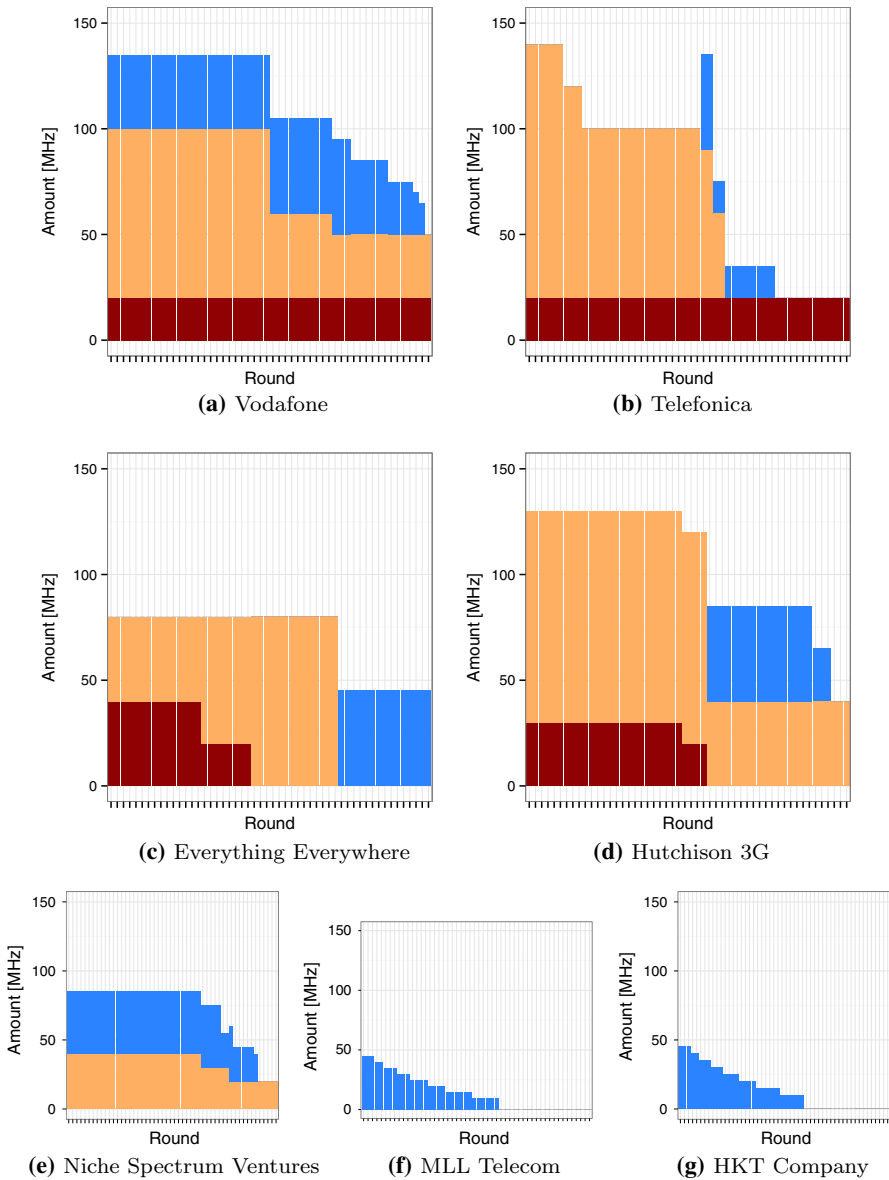 150
100
50
0
Amount [MHz]
Round
(a) Vodafone
150
100
50
0
Amount [MHz]
Round
(b) Telefonica
150
100
50
0
Amount [MHz]
Round
(c) Everything Everywhere
150
100
50
0
Amount [MHz]
Round
(d) Hutchison 3G
150
100
50
0
Amount [MHz]
Round
(e) Niche Spectrum Ventures
150
100
50
0
Amount [MHz]
Round
(f) MLL Telecom
150
100
50
0
Amount [MHz]
Round
(g) HKT Company